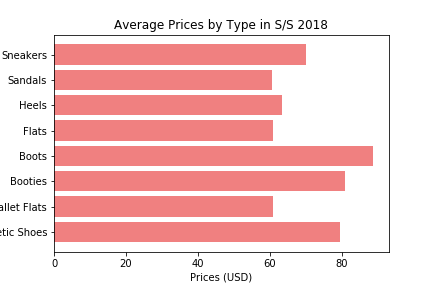 Average Prices by Type in S/S 2018
Sneakers
Sandals
Heels
Flats
Boots
Booties
allet Flats
etic Shoes
0 20 40 60 80
Prices (USD)